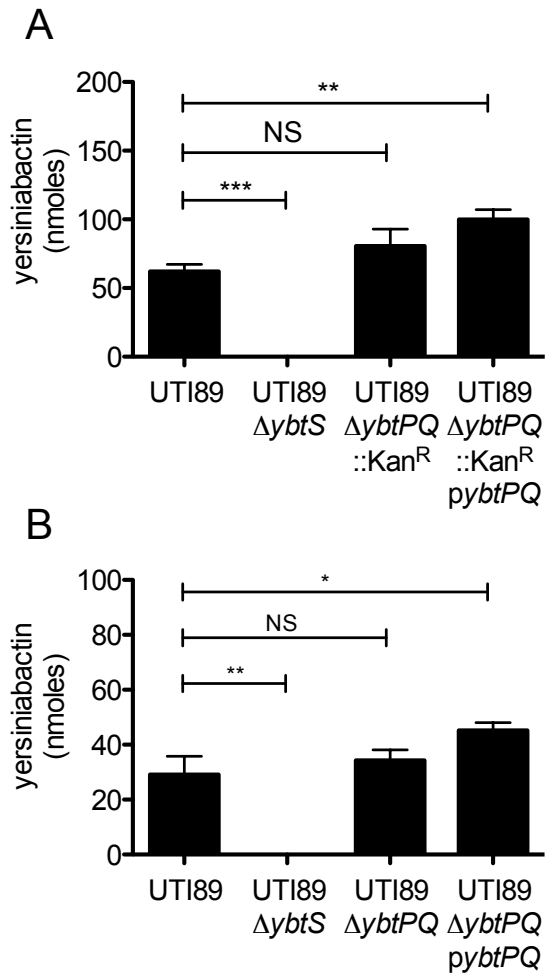 A
yersiniabactin
(nmoles)
200
150
100
50
0
**
NS
***
UTI89 UTI89 UTI89 UTI89
ΔybtS ΔybtPQ ΔybtPQ
::Kanᴿ ::Kanᴿ
pybtPQ
B
yersiniabactin
(nmoles)
100
80
60
40
20
0
*
NS
**
UTI89 UTI89 UTI89 UTI89
ΔybtS ΔybtPQ ΔybtPQ
pybtPQ